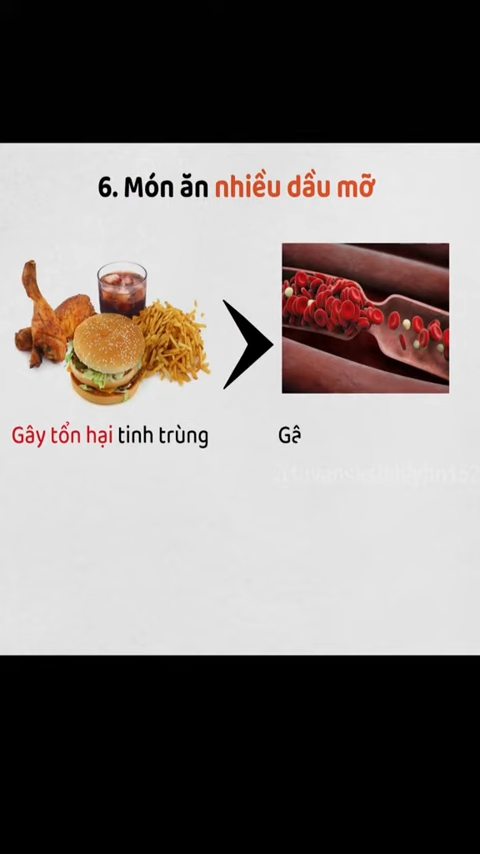 6. Món ăn nhiều dầu mỡ
Gây tổn hại tinh trùng
Gâ